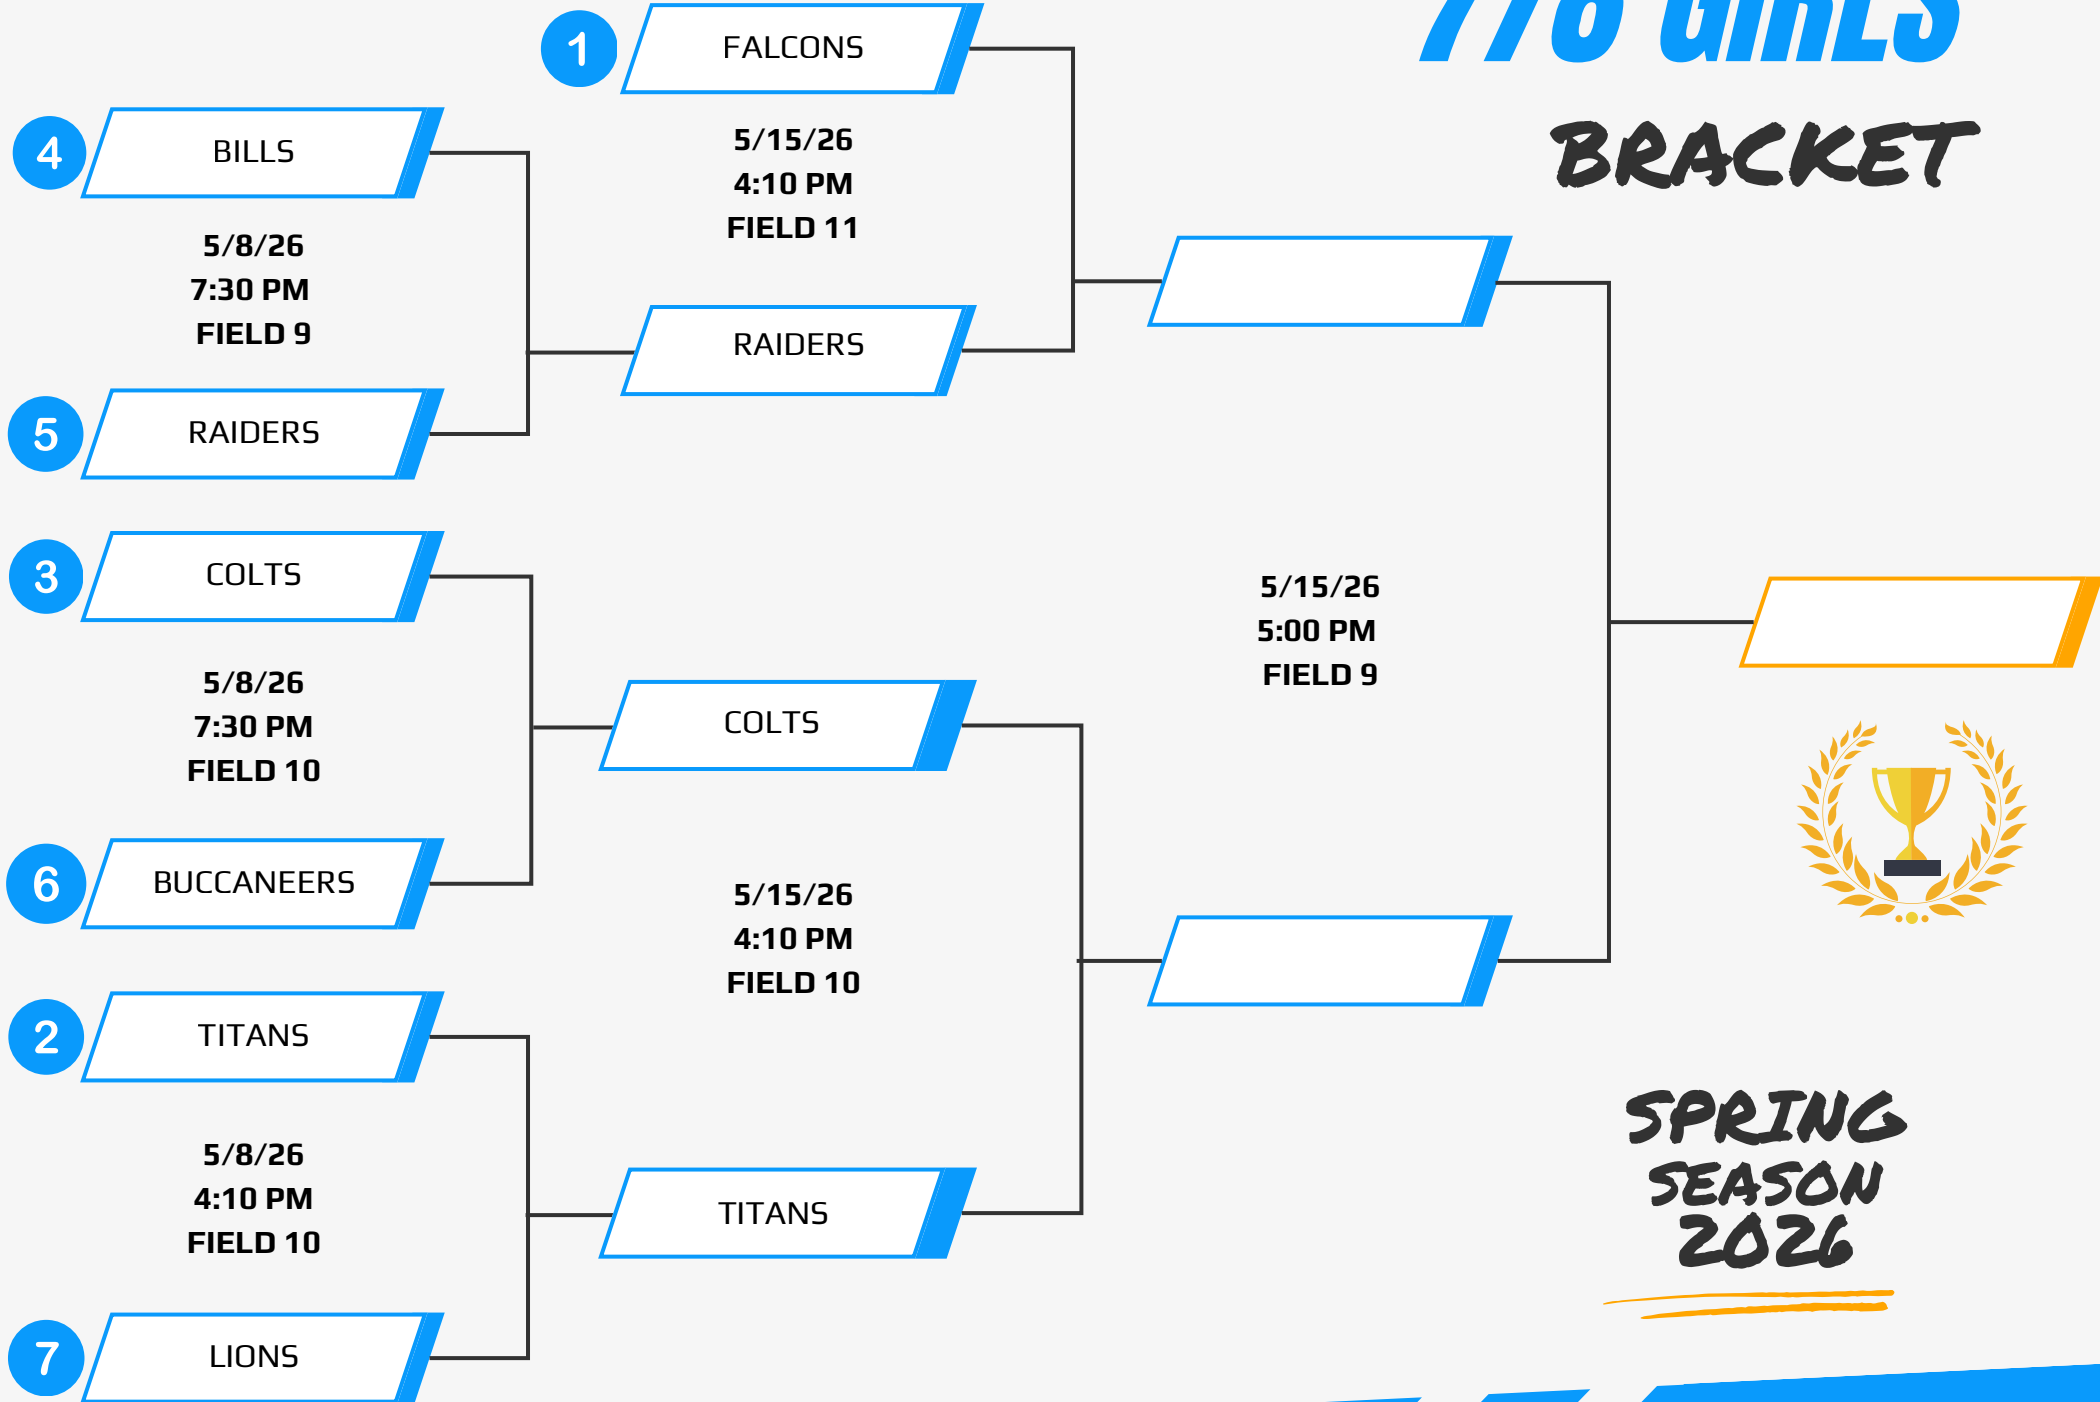 GIRLS
BRACKET
1
FALCONS
5/15/26
4:10 PM
FIELD 11
RAIDERS
4
BILLS
5/8/26
7:30 PM
FIELD 9
5
RAIDERS
3
COLTS
5/8/26
7:30 PM
FIELD 10
6
BUCCANEERS
COLTS
5/15/26
4:10 PM
FIELD 10
TITANS
2
TITANS
5/8/26
4:10 PM
FIELD 10
7
LIONS
5/15/26
5:00 PM
FIELD 9
SPRING
SEASON
2026